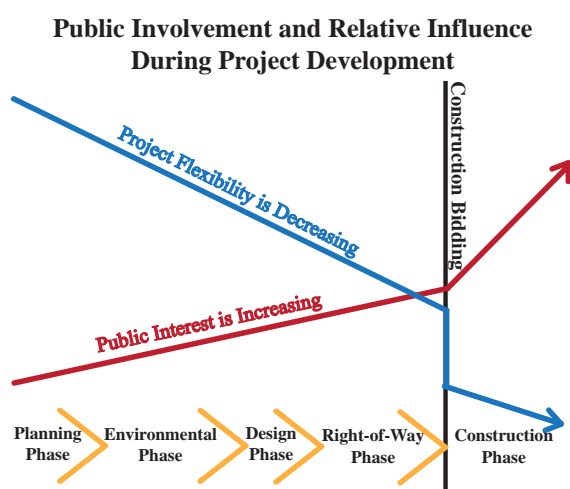 Public Involvement and Relative Influence
During Project Development
Construction Bidding
Project Flexibility is Decreasing
Public Interest is Increasing
Planning
Phase
Environmental
Phase
Design
Phase
Right-of-Way
Phase
Construction
Phase